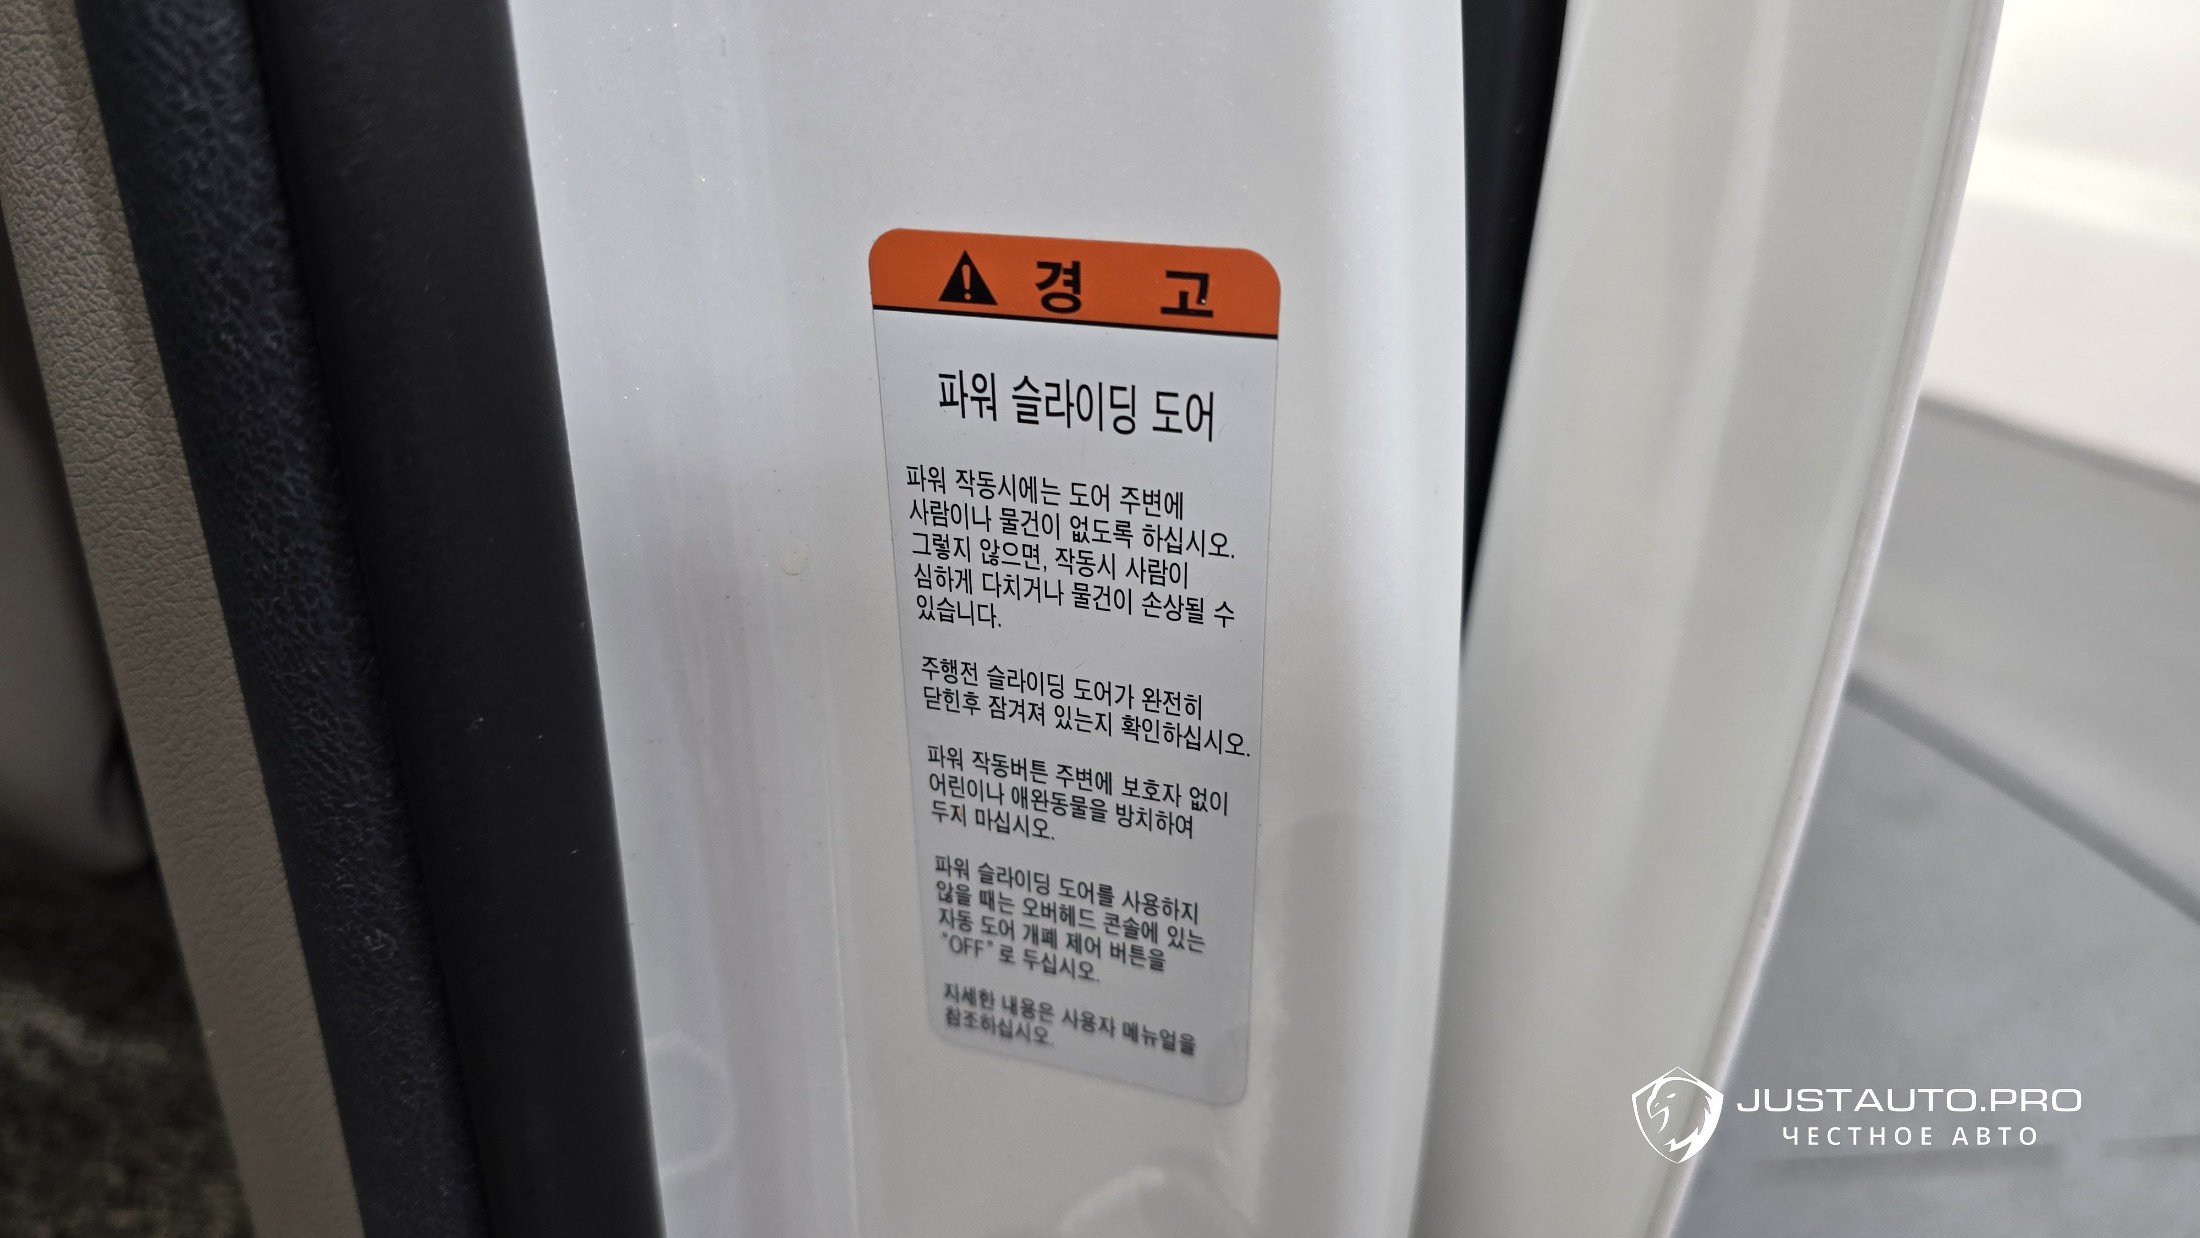 경 고
파워 슬라이딩 도어
파워 작동시에는 도어 주변에
사람이나 물건이 없도록 하십시오.
그렇지 않으면, 작동시 사람이
심하게 다치거나 물건이 손상될 수
있습니다.
주행전 슬라이딩 도어가 완전히
닫힌후 잠겨져 있는지 확인하십시오.
파워 작동버튼 주변에 보호자 없이
어린이나 애완동물을 방치하여
두지 마십시오.
파워 슬라이딩 도어를 사용하지
않을 때는 오버헤드 콘솔에 있는
자동 도어 개폐 제어 버튼을
"OFF"로 두십시오.
자세한 내용은 사용자 메뉴얼을
참조하십시오.
JUSTAUTO.PRO
ЧЕСТНОЕ АВТО